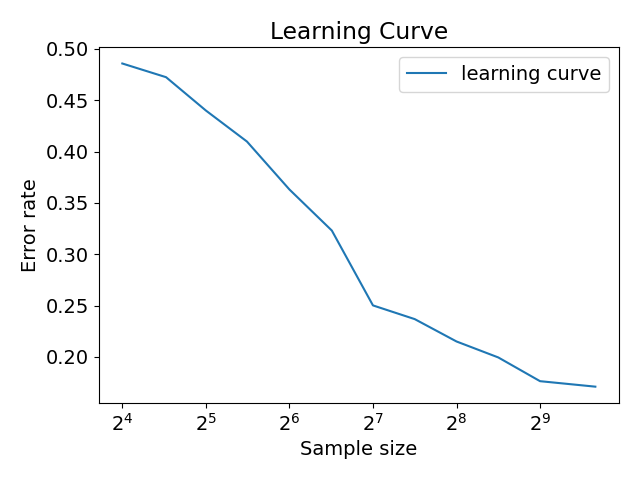 Learning Curve
learning curve
Error rate
0.50
0.45
0.40
0.35
0.30
0.25
0.20
2⁴ 2⁵ 2⁶ 2⁷ 2⁸ 2⁹
Sample size